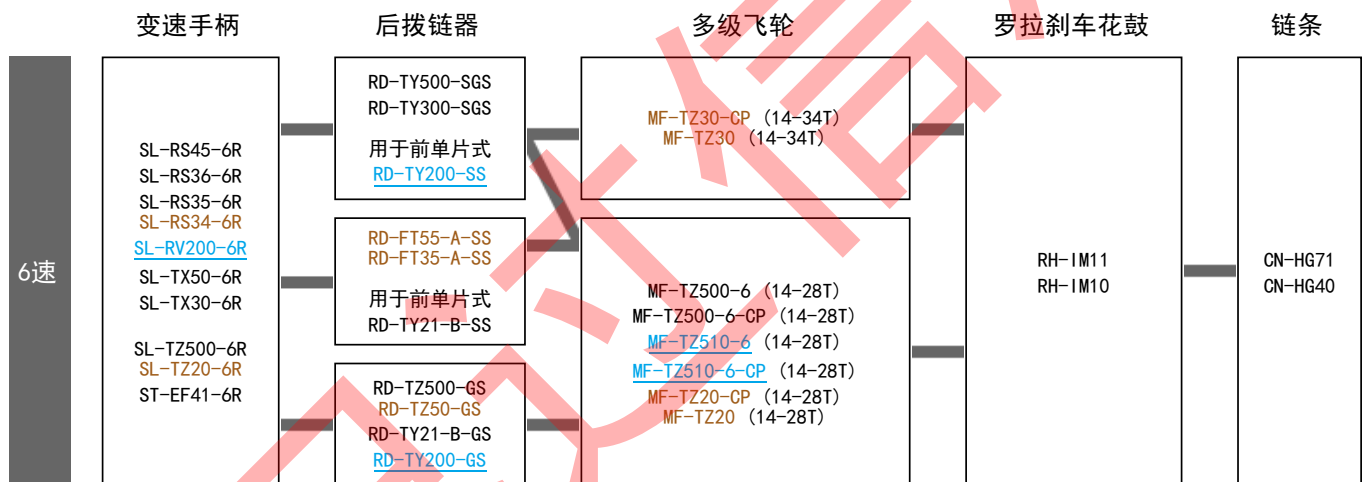 变速手柄
后拨链器
多级飞轮
罗拉刹车花鼓
链条
6速
SL-RS45-6R
SL-RS36-6R
SL-RS35-6R
SL-RS34-6R
SL-RV200-6R
SL-TX50-6R
SL-TX30-6R
SL-TZ500-6R
SL-TZ20-6R
ST-EF41-6R
RD-TY500-SGS
RD-TY300-SGS
用于前单片式
RD-TY200-SS
RD-FT55-A-SS
RD-FT35-A-SS
用于前单片式
RD-TY21-B-SS
RD-TZ500-GS
RD-TZ50-GS
RD-TY21-B-GS
RD-TY200-GS
MF-TZ30-CP (14-34T)
MF-TZ30 (14-34T)
MF-TZ500-6 (14-28T)
MF-TZ500-6-CP (14-28T)
MF-TZ510-6 (14-28T)
MF-TZ510-6-CP (14-28T)
MF-TZ20-CP (14-28T)
MF-TZ20 (14-28T)
RH-IM11
RH-IM10
CN-HG71
CN-HG40